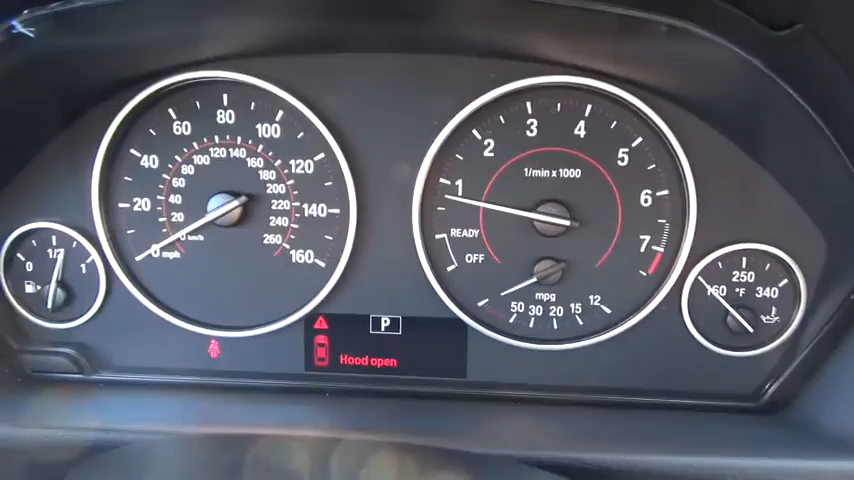 0 1/2 1
0 20 40 60 80 100 120 140 160
mph
20 40 60 80 100 120 140 160 180 200 220 240 260
km/h
1 2 3 4 5 6 7
1/min x 1000
READY
OFF
mpg
50 30 20 15 12
160 250 340
°F
P
Hood open